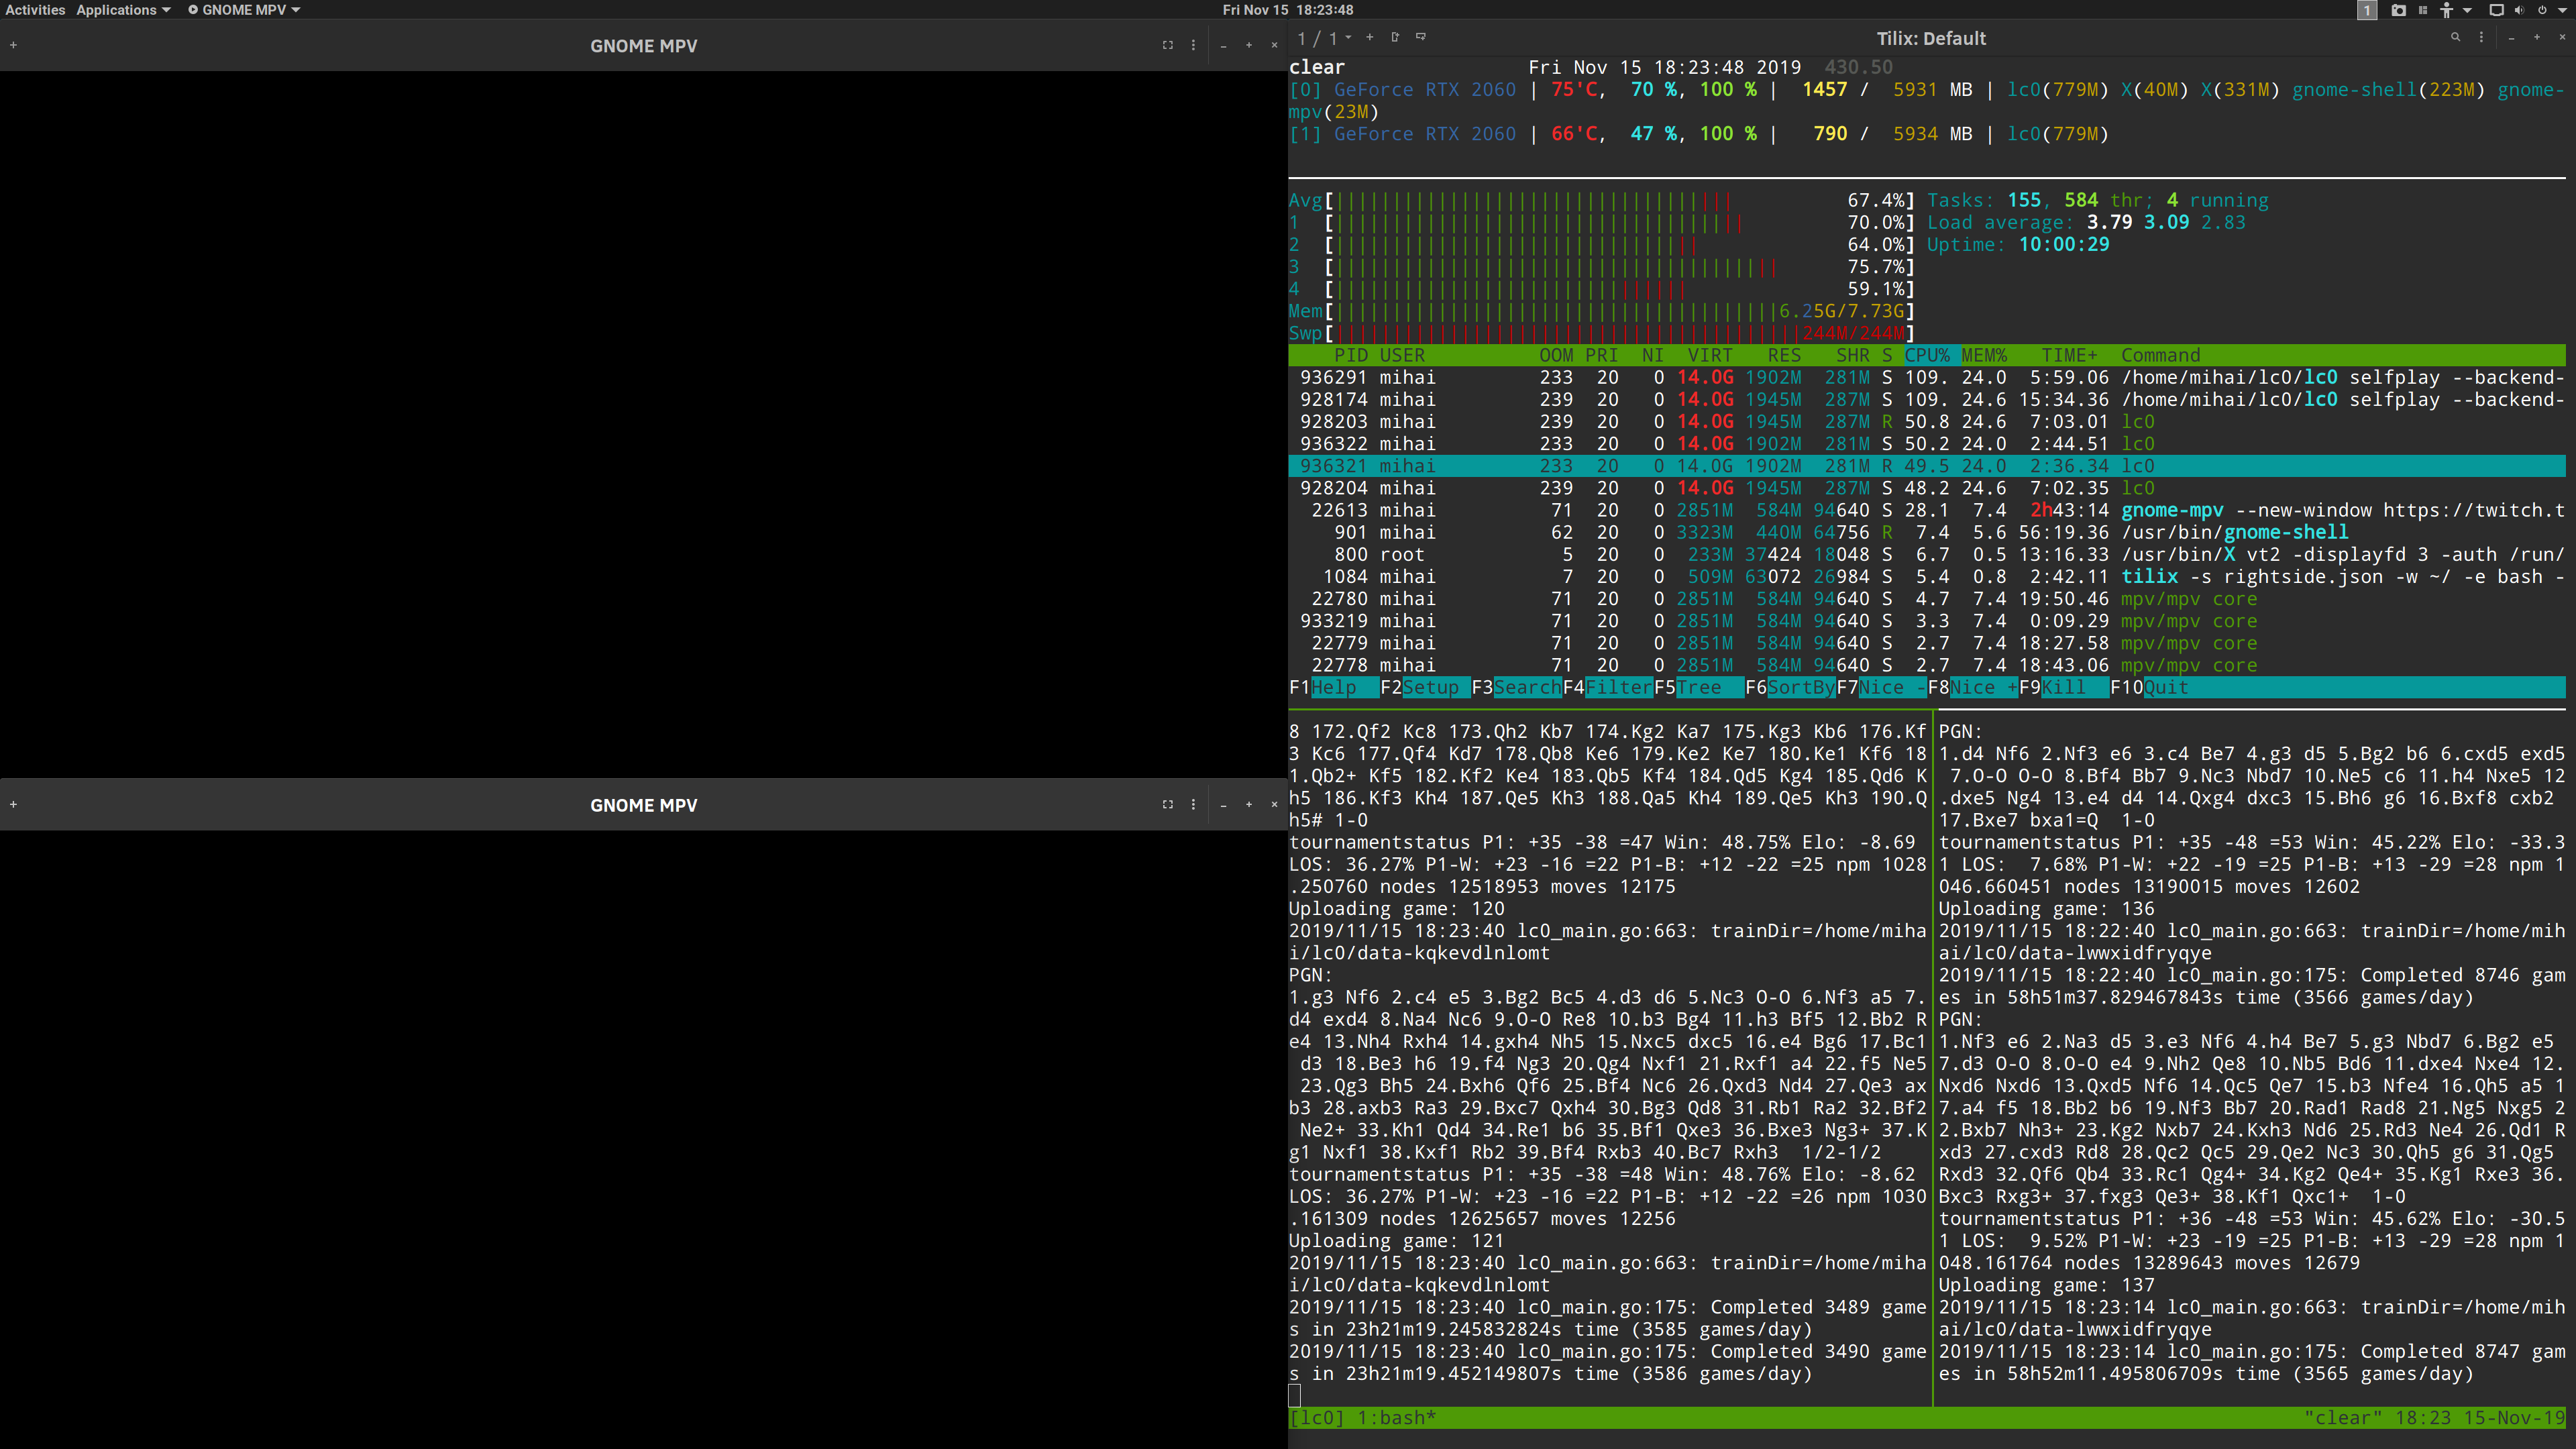 Activities Applications GNOME MPV Fri Nov 15 18:23:48 1
GNOME MPV
GNOME MPV
1 / 1 Tilix: Default
clear Fri Nov 15 18:23:48 2019 430.50
[0] GeForce RTX 2060 | 75'C, 70 %, 100 % | 1457 / 5931 MB | lc0(779M) X(40M) X(331M) gnome-shell(223M) gnome-
mpv(23M)
[1] GeForce RTX 2060 | 66'C, 47 %, 100 % | 790 / 5934 MB | lc0(779M)
Avg[ 67.4%] Tasks: 155, 584 thr; 4 running
1 [ 70.0%] Load average: 3.79 3.09 2.83
2 [ 64.0%] Uptime: 10:00:29
3 [ 75.7%]
4 [ 59.1%]
Mem[ 6.25G/7.73G]
Swp[ 244M/244M]
PID USER OOM PRI NI VIRT RES SHR S CPU% MEM% TIME+ Command
936291 mihai 233 20 0 14.0G 1902M 281M S 109. 24.0 5:59.06 /home/mihai/lc0/lc0 selfplay --backend-
928174 mihai 239 20 0 14.0G 1945M 287M S 109. 24.6 15:34.36 /home/mihai/lc0/lc0 selfplay --backend-
928203 mihai 239 20 0 14.0G 1945M 287M R 50.8 24.6 7:03.01 lc0
936322 mihai 233 20 0 14.0G 1902M 281M S 50.2 24.0 2:44.51 lc0
936321 mihai 233 20 0 14.0G 1902M 281M R 49.5 24.0 2:36.34 lc0
928204 mihai 239 20 0 14.0G 1945M 287M S 48.2 24.6 7:02.35 lc0
22613 mihai 71 20 0 2851M 584M 94640 S 28.1 7.4 2h43:14 gnome-mpv --new-window https://twitch.t
901 mihai 62 20 0 3323M 440M 64756 R 7.4 5.6 56:19.36 /usr/bin/gnome-shell
800 root 5 20 0 233M 37424 18048 S 6.7 0.5 13:16.33 /usr/bin/X vt2 -displayfd 3 -auth /run/
1084 mihai 7 20 0 509M 63072 26984 S 5.4 0.8 2:42.11 tilix -s rightside.json -w ~/ -e bash -
22780 mihai 71 20 0 2851M 584M 94640 S 4.7 7.4 19:50.46 mpv/mpv core
933219 mihai 71 20 0 2851M 584M 94640 S 3.3 7.4 0:09.29 mpv/mpv core
22779 mihai 71 20 0 2851M 584M 94640 S 2.7 7.4 18:27.58 mpv/mpv core
22778 mihai 71 20 0 2851M 584M 94640 S 2.7 7.4 18:43.06 mpv/mpv core
F1Help F2Setup F3SearchF4FilterF5Tree F6SortByF7Nice -F8Nice +F9Kill F10Quit
8 172.Qf2 Kc8 173.Qh2 Kb7 174.Kg2 Ka7 175.Kg3 Kb6 176.Kf
3 Kc6 177.Qf4 Kd7 178.Qb8 Ke6 179.Ke2 Ke7 180.Ke1 Kf6 18
1.Qb2+ Kf5 182.Kf2 Ke4 183.Qb5 Kf4 184.Qd5 Kg4 185.Qd6 K
h5 186.Kf3 Kh4 187.Qe5 Kh3 188.Qa5 Kh4 189.Qe5 Kh3 190.Q
h5# 1-0
tournamentstatus P1: +35 -38 =47 Win: 48.75% Elo: -8.69
LOS: 36.27% P1-W: +23 -16 =22 P1-B: +12 -22 =25 npm 1028
.250760 nodes 12518953 moves 12175
Uploading game: 120
2019/11/15 18:23:40 lc0_main.go:663: trainDir=/home/miha
i/lc0/data-kqkevdlnlomt
PGN:
1.g3 Nf6 2.c4 e5 3.Bg2 Bc5 4.d3 d6 5.Nc3 O-O 6.Nf3 a5 7.
d4 exd4 8.Na4 Nc6 9.O-O Re8 10.b3 Bg4 11.h3 Bf5 12.Bb2 R
e4 13.Nh4 Rxh4 14.gxh4 Nh5 15.Nxc5 dxc5 16.e4 Bg6 17.Bc1
d3 18.Be3 h6 19.f4 Ng3 20.Qg4 Nxf1 21.Rxf1 a4 22.f5 Ne5
23.Qg3 Bh5 24.Bxh6 Qf6 25.Bf4 Nc6 26.Qxd3 Nd4 27.Qe3 ax
b3 28.axb3 Ra3 29.Bxc7 Qxh4 30.Bg3 Qd8 31.Rb1 Ra2 32.Bf2
Ne2+ 33.Kh1 Qd4 34.Re1 b6 35.Bf1 Qxe3 36.Bxe3 Ng3+ 37.K
g1 Nxf1 38.Kxf1 Rb2 39.Bf4 Rxb3 40.Bc7 Rxh3 1/2-1/2
tournamentstatus P1: +35 -38 =48 Win: 48.76% Elo: -8.62
LOS: 36.27% P1-W: +23 -16 =22 P1-B: +12 -22 =26 npm 1030
.161309 nodes 12625657 moves 12256
Uploading game: 121
2019/11/15 18:23:40 lc0_main.go:663: trainDir=/home/miha
i/lc0/data-kqkevdlnlomt
2019/11/15 18:23:40 lc0_main.go:175: Completed 3489 game
s in 23h21m19.245832824s time (3585 games/day)
2019/11/15 18:23:40 lc0_main.go:175: Completed 3490 game
s in 23h21m19.452149807s time (3586 games/day)
PGN:
1.d4 Nf6 2.Nf3 e6 3.c4 Be7 4.g3 d5 5.Bg2 b6 6.cxd5 exd5
7.O-O O-O 8.Bf4 Bb7 9.Nc3 Nbd7 10.Ne5 c6 11.h4 Nxe5 12
.dxe5 Ng4 13.e4 d4 14.Qxg4 dxc3 15.Bh6 g6 16.Bxf8 cxb2
17.Bxe7 bxa1=Q 1-0
tournamentstatus P1: +35 -48 =53 Win: 45.22% Elo: -33.3
1 LOS: 7.68% P1-W: +22 -19 =25 P1-B: +13 -29 =28 npm 1
046.660451 nodes 13190015 moves 12602
Uploading game: 136
2019/11/15 18:22:40 lc0_main.go:663: trainDir=/home/mih
ai/lc0/data-lwwxidfryqye
2019/11/15 18:22:40 lc0_main.go:175: Completed 8746 gam
es in 58h51m37.829467843s time (3566 games/day)
PGN:
1.Nf3 e6 2.Na3 d5 3.e3 Nf6 4.h4 Be7 5.g3 Nbd7 6.Bg2 e5
7.d3 O-O 8.O-O e4 9.Nh2 Qe8 10.Nb5 Bd6 11.dxe4 Nxe4 12.
Nxd6 Nxd6 13.Qxd5 Nf6 14.Qc5 Qe7 15.b3 Nfe4 16.Qh5 a5 1
7.a4 f5 18.Bb2 b6 19.Nf3 Bb7 20.Rad1 Rad8 21.Ng5 Nxg5 2
2.Bxb7 Nh3+ 23.Kg2 Nxb7 24.Kxh3 Nd6 25.Rd3 Ne4 26.Qd1 R
xd3 27.cxd3 Rd8 28.Qc2 Qc5 29.Qe2 Nc3 30.Qh5 g6 31.Qg5
Rxd3 32.Qf6 Qb4 33.Rc1 Qg4+ 34.Kg2 Qe4+ 35.Kg1 Rxe3 36.
Bxc3 Rxg3+ 37.fxg3 Qe3+ 38.Kf1 Qxc1+ 1-0
tournamentstatus P1: +36 -48 =53 Win: 45.62% Elo: -30.5
1 LOS: 9.52% P1-W: +23 -19 =25 P1-B: +13 -29 =28 npm 1
048.161764 nodes 13289643 moves 12679
Uploading game: 137
2019/11/15 18:23:14 lc0_main.go:663: trainDir=/home/mih
ai/lc0/data-lwwxidfryqye
2019/11/15 18:23:14 lc0_main.go:175: Completed 8747 gam
es in 58h52m11.495806709s time (3565 games/day)
[lc0] 1:bash* "clear" 18:23 15-Nov-19